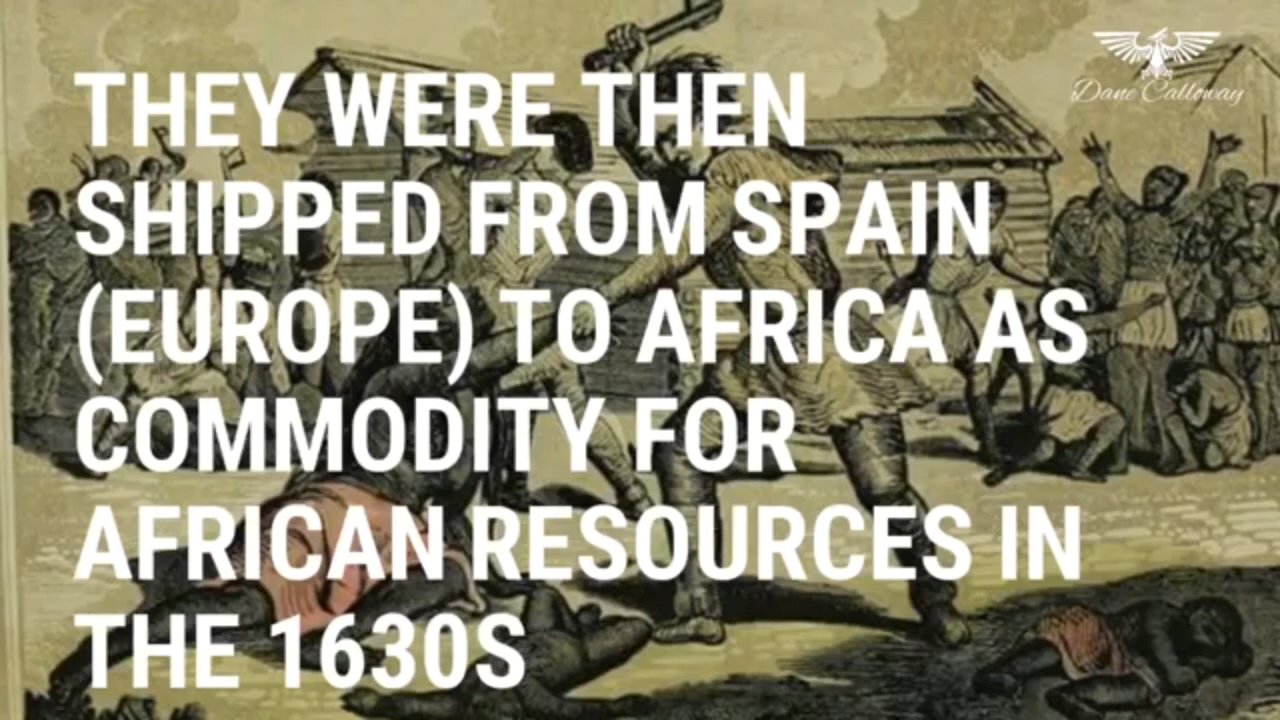 Dane Calloway
THEY WERE THEN
SHIPPED FROM SPAIN
(EUROPE) TO AFRICA AS
COMMODITY FOR
AFRICAN RESOURCES IN
THE 1630S